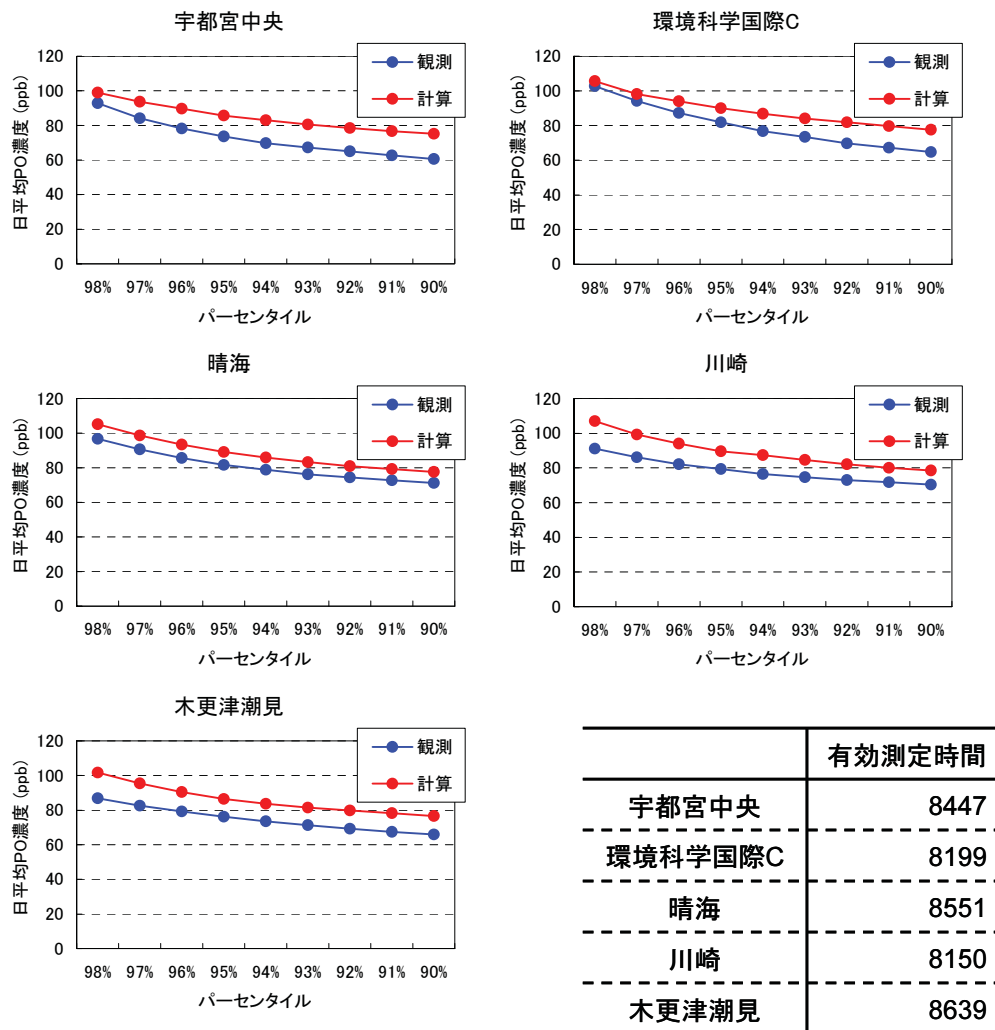 宇都宮中央
日平均PO濃度 (ppb)
120
100
80
60
40
20
0
観測
計算
98% 97% 96% 95% 94% 93% 92% 91% 90%
パーセンタイル
環境科学国際C
日平均PO濃度 (ppb)
120
100
80
60
40
20
0
観測
計算
98% 97% 96% 95% 94% 93% 92% 91% 90%
パーセンタイル
晴海
日平均PO濃度 (ppb)
120
100
80
60
40
20
0
観測
計算
98% 97% 96% 95% 94% 93% 92% 91% 90%
パーセンタイル
川崎
日平均PO濃度 (ppb)
120
100
80
60
40
20
0
観測
計算
98% 97% 96% 95% 94% 93% 92% 91% 90%
パーセンタイル
木更津潮見
日平均PO濃度 (ppb)
120
100
80
60
40
20
0
観測
計算
98% 97% 96% 95% 94% 93% 92% 91% 90%
パーセンタイル
有効測定時間
宇都宮中央 8447
環境科学国際C 8199
晴海 8551
川崎 8150
木更津潮見 8639